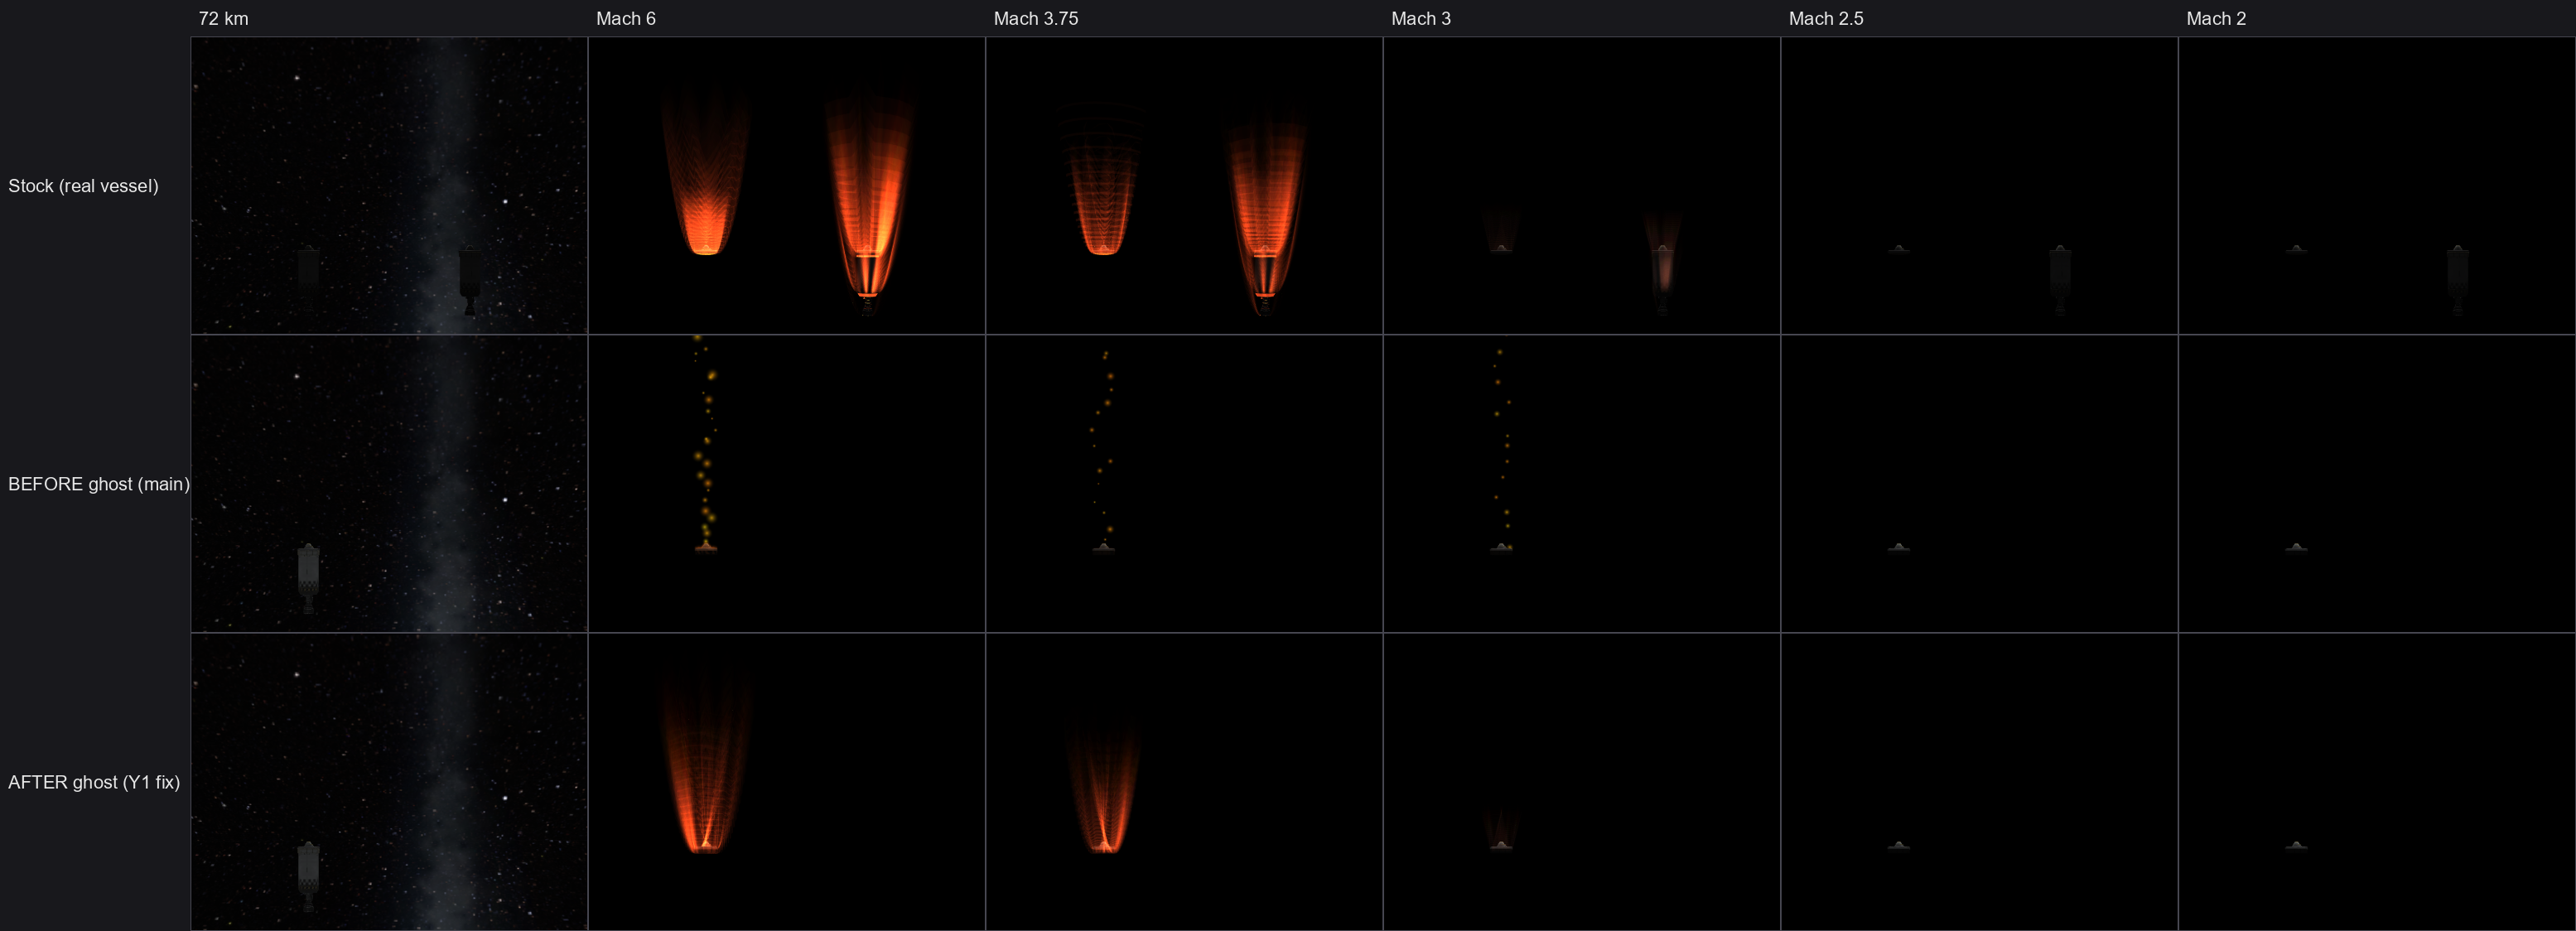 72 km
Mach 6
Mach 3.75
Mach 3
Mach 2.5
Mach 2
Stock (real vessel)
BEFORE ghost (main)
AFTER ghost (Y1 fix)